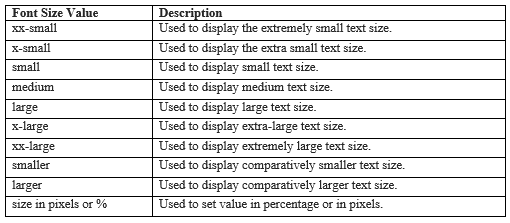 Font Size Value Description
xx-small Used to display the extremely small text size.
x-small Used to display the extra small text size.
small Used to display small text size.
medium Used to display medium text size.
large Used to display large text size.
x-large Used to display extra-large text size.
xx-large Used to display extremely large text size.
smaller Used to display comparatively smaller text size.
larger Used to display comparatively larger text size.
size in pixels or % Used to set value in percentage or in pixels.